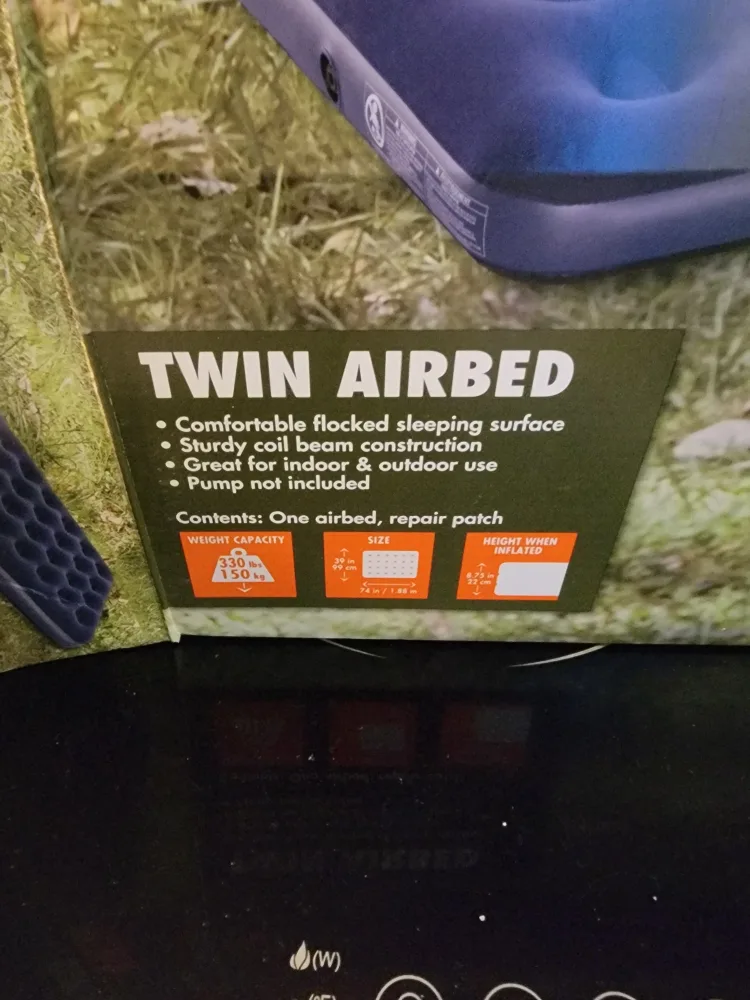 TWIN AIRBED
• Comfortable flocked sleeping surface
• Sturdy coil beam construction
• Great for indoor & outdoor use
• Pump not included
Contents: One airbed, repair patch
WEIGHT CAPACITY
330 lbs
150 kg
SIZE
39 in
99 cm
74 in / 1.88 m
HEIGHT WHEN
INFLATED
8.75 in
22 cm
(W)